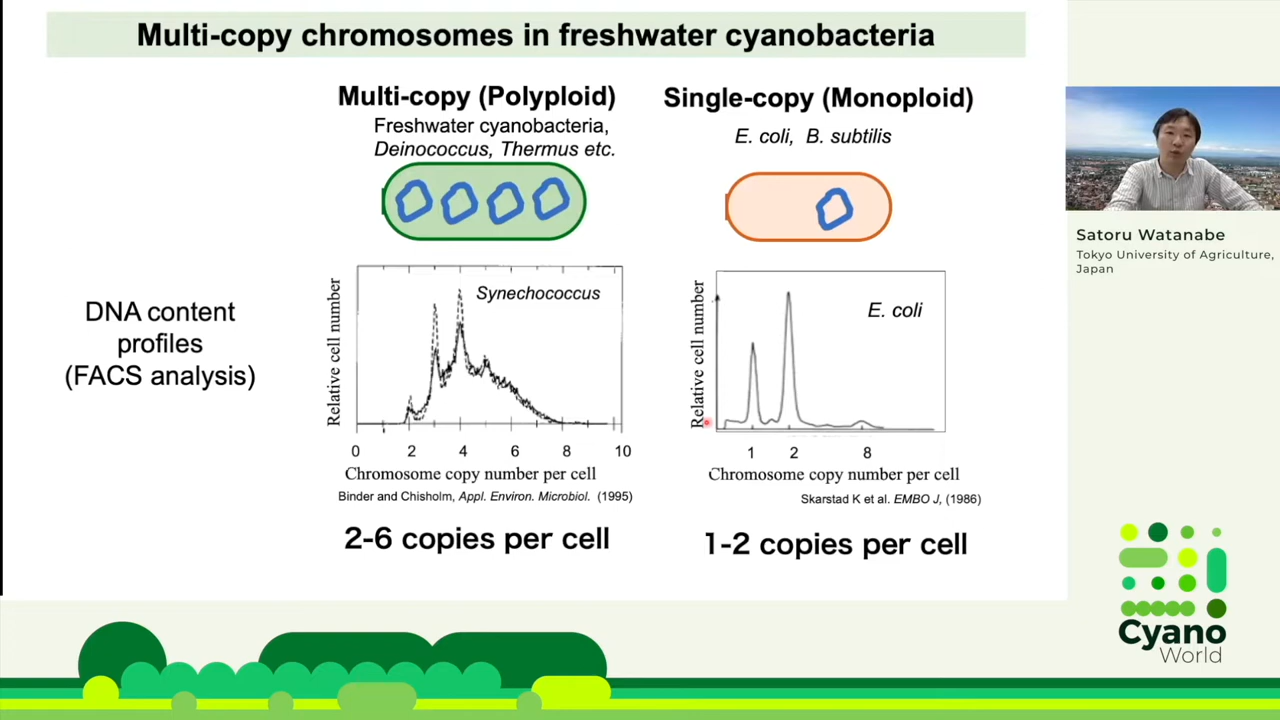 Multi-copy chromosomes in freshwater cyanobacteria
Multi-copy (Polyploid)
Freshwater cyanobacteria,
Deinococcus, Thermus etc.
Single-copy (Monoploid)
E. coli, B. subtilis
Satoru Watanabe
Tokyo University of Agriculture,
Japan
DNA content
profiles
(FACS analysis)
Relative cell number
Synechococcus
0 2 4 6 8 10
Chromosome copy number per cell
Binder and Chisholm, Appl. Environ. Microbiol. (1995)
2-6 copies per cell
Relative cell number
E. coli
1 2 8
Chromosome copy number per cell
Skarstad K et al. EMBO J, (1986)
1-2 copies per cell
Cyano
World